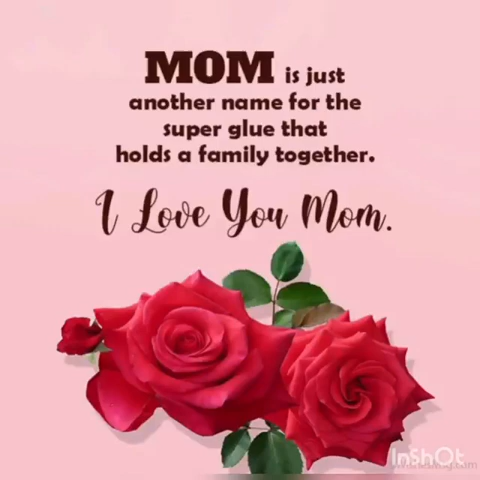 MOM is just
another name for the
super glue that
holds a family together.
I Love You Mom.
InShOt